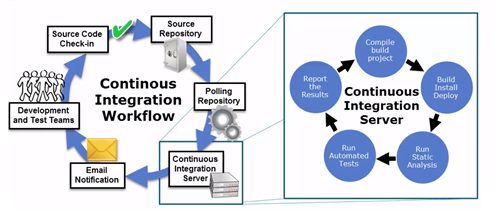 Source Code
Check-in
Source
Repository
Continous
Integration
Workflow
Polling
Repository
Development
and Test Teams
Email
Notification
Continuous
Integration
Server
Compile
build
project
Report
the
Results
Continuous
Integration
Server
Build
Install
Deploy
Run
Automated
Tests
Run
Static
Analysis